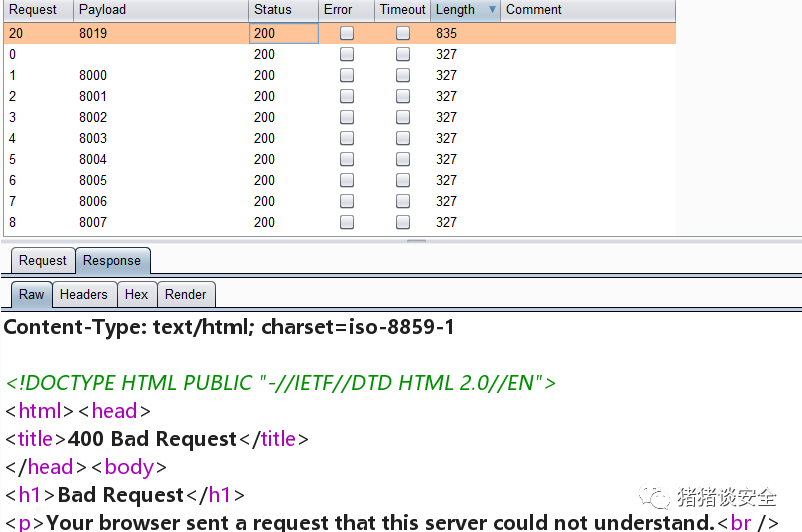 Request Payload Status Error Timeout Length Comment
20 8019 200 835
0 200 327
1 8000 200 327
2 8001 200 327
3 8002 200 327
4 8003 200 327
5 8004 200 327
6 8005 200 327
7 8006 200 327
8 8007 200 327
Request Response
Raw Headers Hex Render
Content-Type: text/html; charset=iso-8859-1
<!DOCTYPE HTML PUBLIC "-//IETF//DTD HTML 2.0//EN">
<html><head>
<title>400 Bad Request</title>
</head><body>
<h1>Bad Request</h1>
<p>Your browser sent a request that this server could not understand.<br />
猪猪谈安全